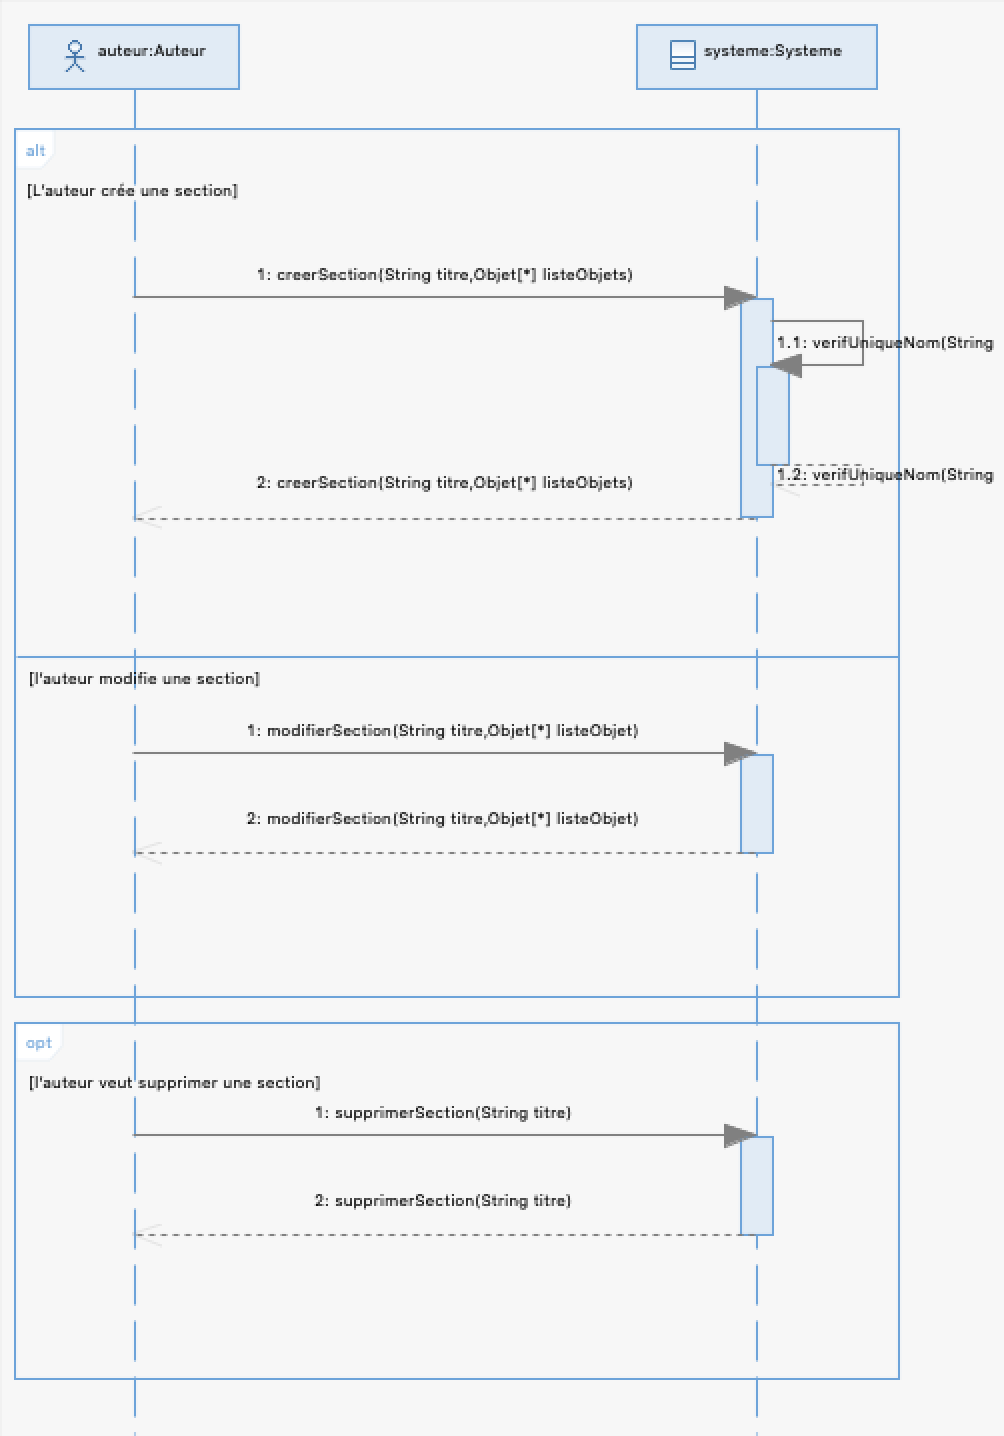 auteur:Auteur
systeme:Systeme
alt
[L'auteur crée une section]
1: creerSection(String titre,Objet[*] listeObjets)
1.1: verifUniqueNom(String
1.2: verifUniqueNom(String
2: creerSection(String titre,Objet[*] listeObjets)
[l'auteur modifie une section]
1: modifierSection(String titre,Objet[*] listeObjet)
2: modifierSection(String titre,Objet[*] listeObjet)
opt
[l'auteur veut supprimer une section]
1: supprimerSection(String titre)
2: supprimerSection(String titre)